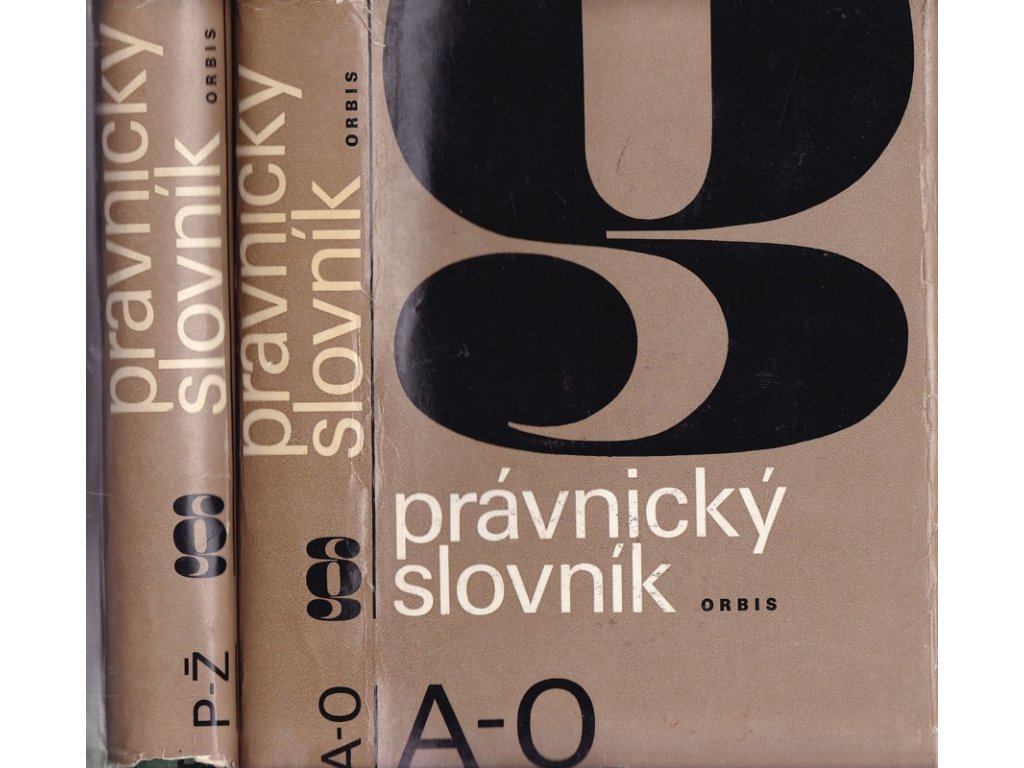 právnický
slovník
ORBIS
P-Ž
právnický
slovník
ORBIS
A-O
právnický
slovník ORBIS
A-O